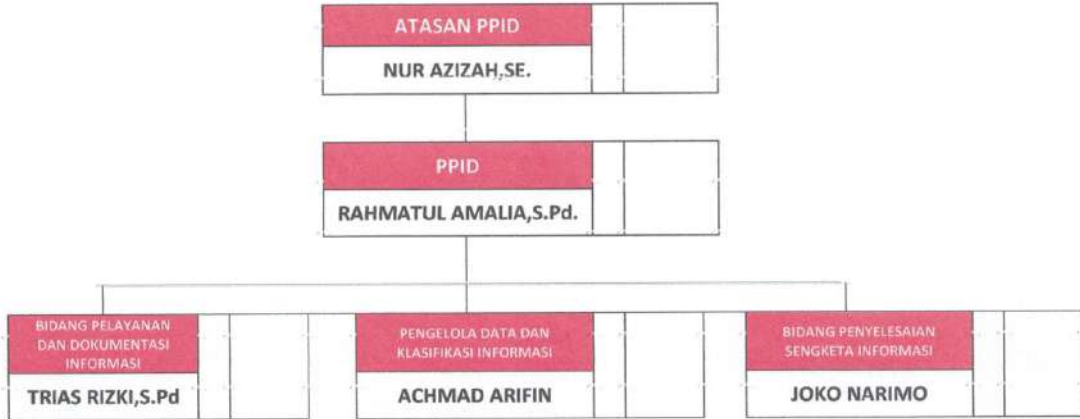 ATASAN PPID
NUR AZIZAH,SE.
PPID
RAHMATUL AMALIA,S.Pd.
BIDANG PELAYANAN
DAN DOKUMENTASI
INFORMASI
TRIAS RIZKI,S.Pd
PENGELOLA DATA DAN
KLASIFIKASI INFORMASI
ACHMAD ARIFIN
BIDANG PENYELESAIAN
SENGKETA INFORMASI
JOKO NARIMO